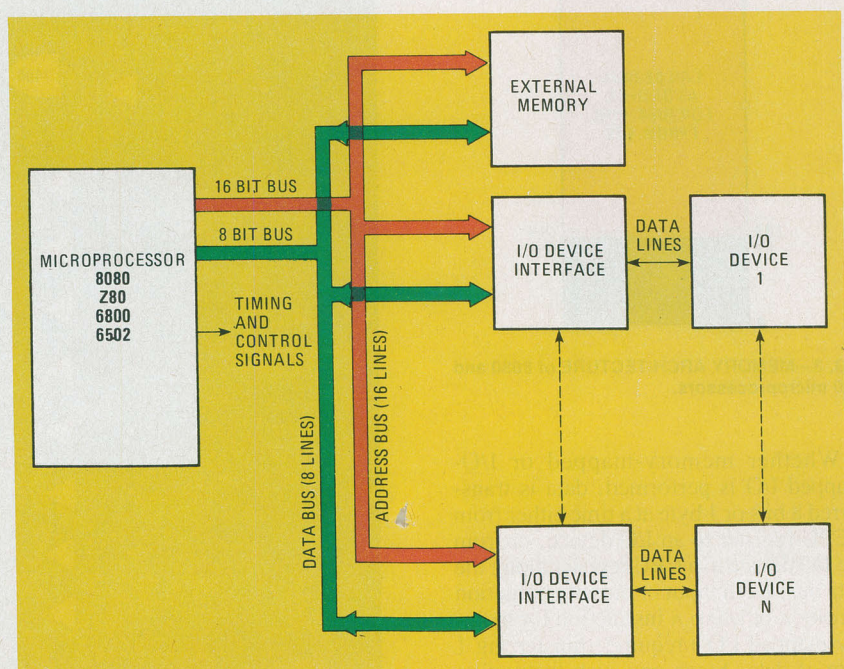 EXTERNAL
MEMORY
16 BIT BUS
8 BIT BUS
MICROPROCESSOR
8080
Z80
6800
6502
TIMING
AND
CONTROL
SIGNALS
I/O DEVICE
INTERFACE
DATA
LINES
I/O
DEVICE
1
DATA BUS (8 LINES)
ADDRESS BUS (16 LINES)
I/O DEVICE
INTERFACE
DATA
LINES
I/O
DEVICE
N